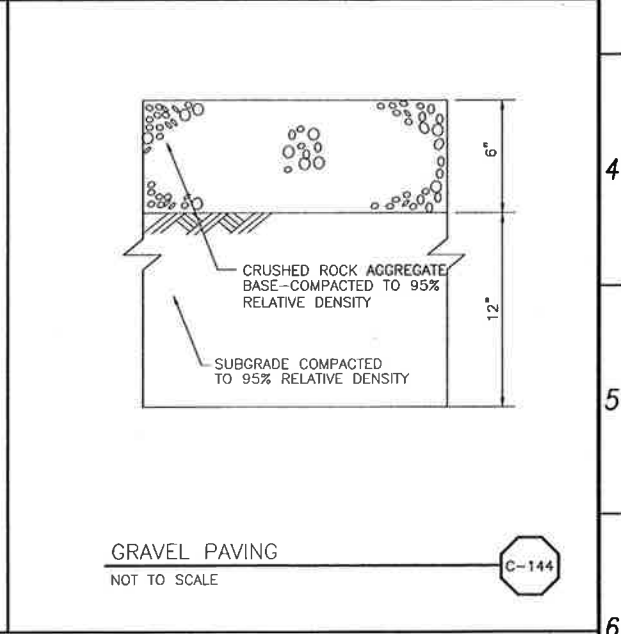 4
6"
CRUSHED ROCK AGGREGATE
BASE-COMPACTED TO 95%
RELATIVE DENSITY
12"
SUBGRADE COMPACTED
TO 95% RELATIVE DENSITY
5
GRAVEL PAVING
NOT TO SCALE
C-144
6